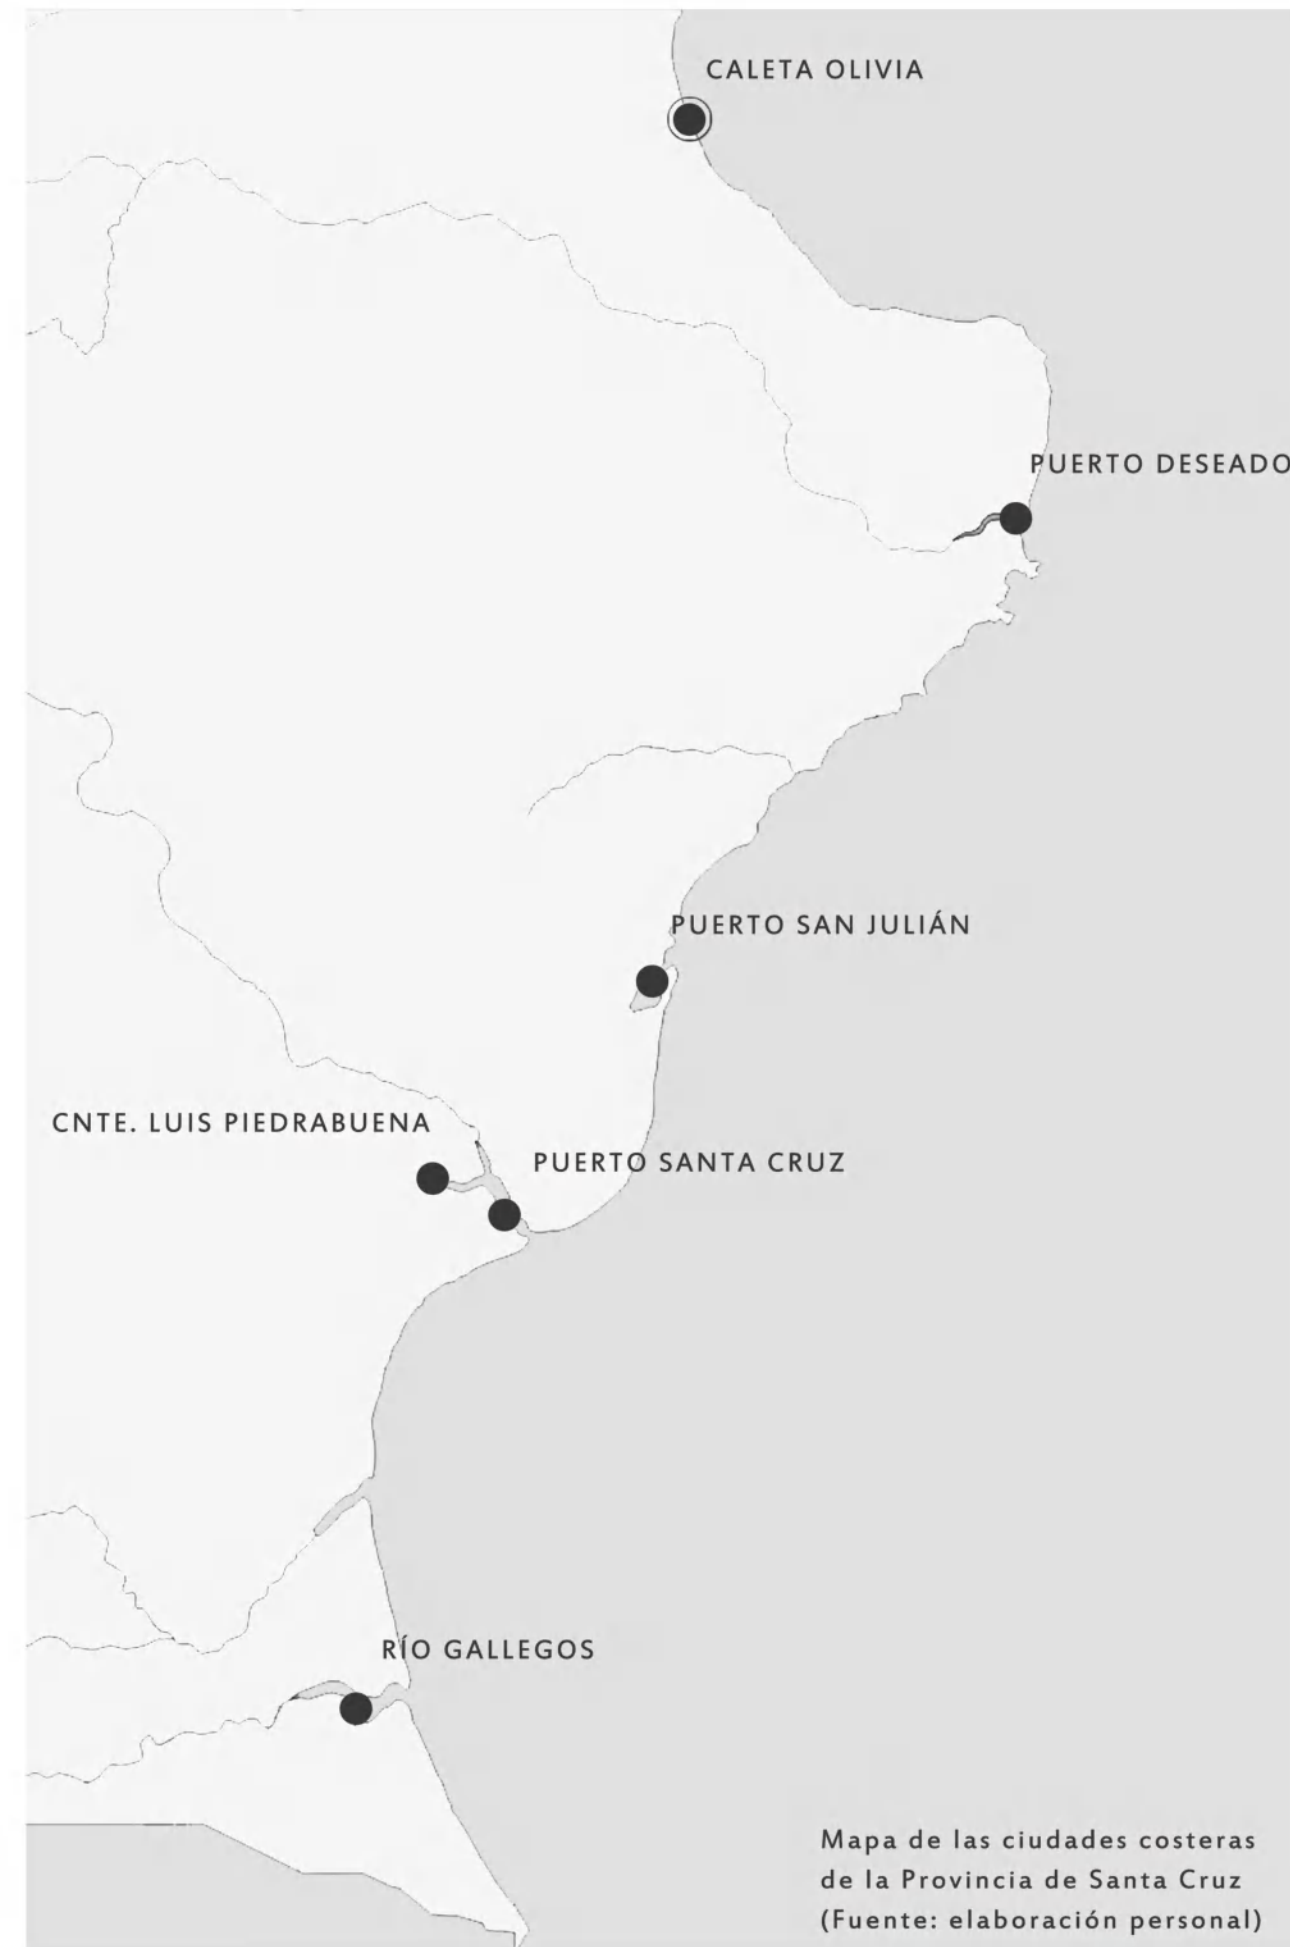 CALETA OLIVIA
PUERTO DESEADO
PUERTO SAN JULIÁN
CNTE. LUIS PIEDRABUENA
PUERTO SANTA CRUZ
RÍO GALLEGOS
Mapa de las ciudades costeras
de la Provincia de Santa Cruz
(Fuente: elaboración personal)